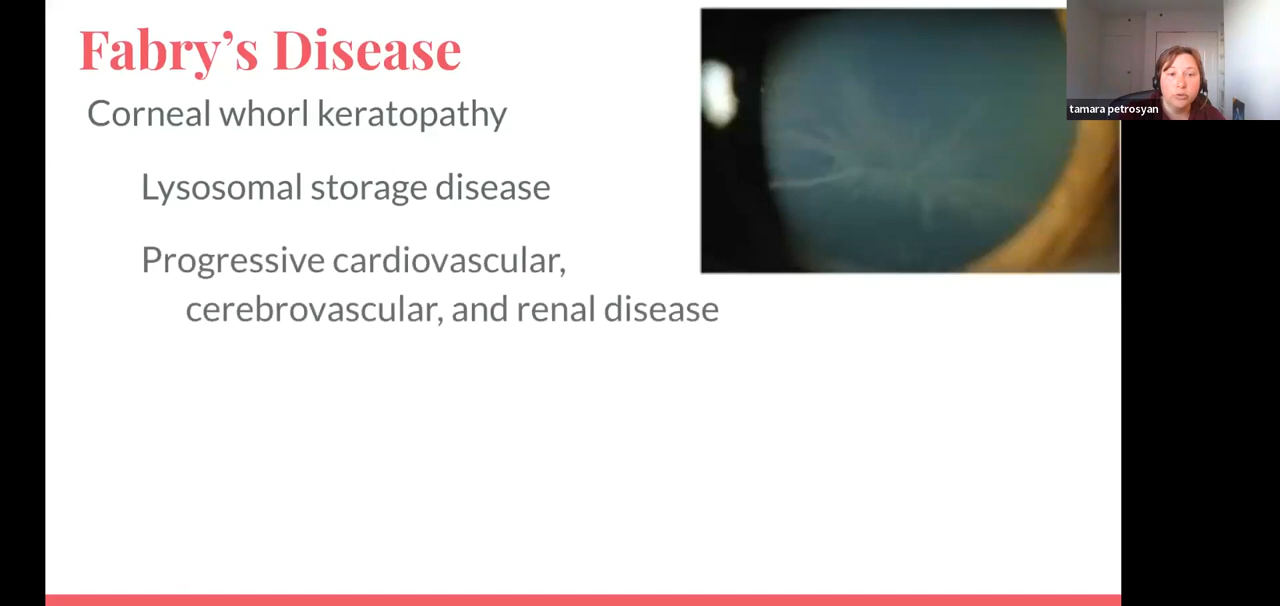 Fabry’s Disease
Corneal whorl keratopathy
Lysosomal storage disease
Progressive cardiovascular,
cerebrovascular, and renal disease
tamara petrosyan